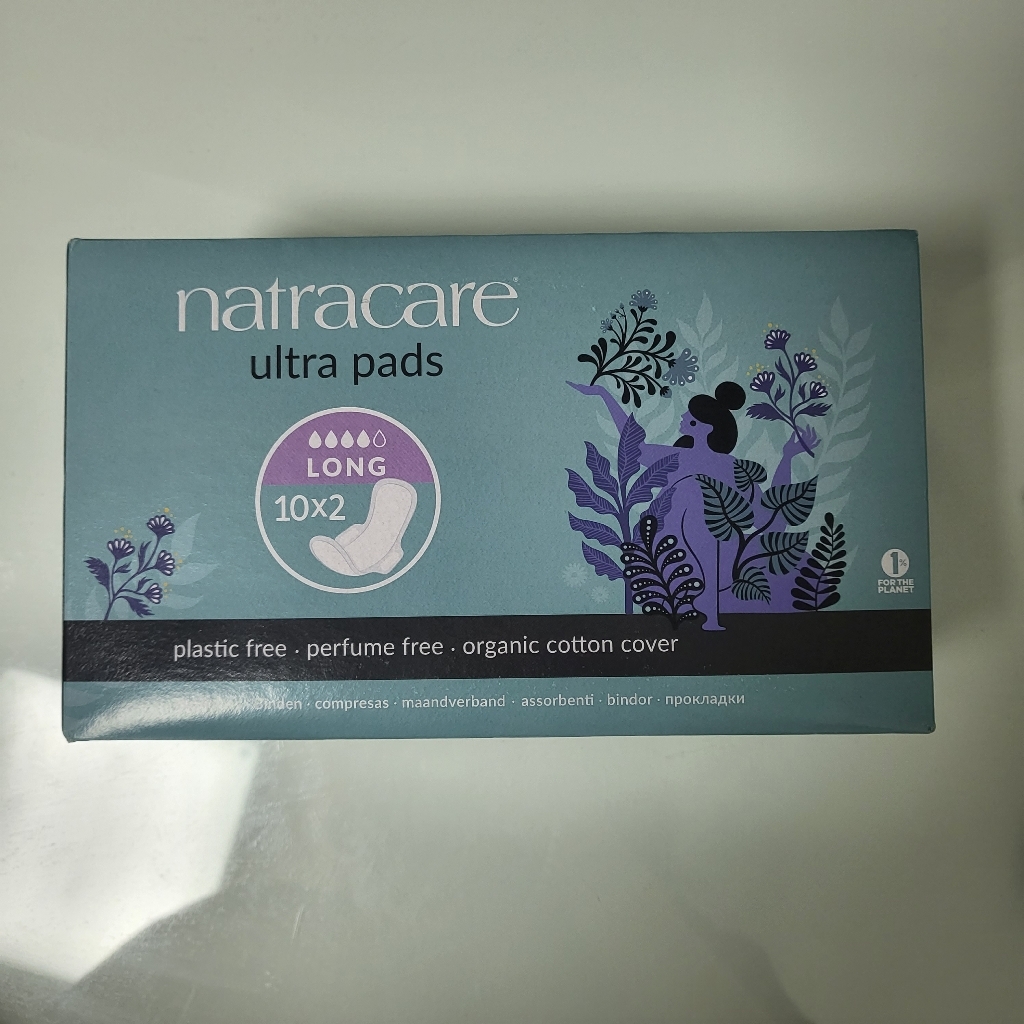 natracare®
ultra pads
LONG
10x2
1%
FOR THE
PLANET
plastic free · perfume free · organic cotton cover
binden · compresas · maandverband · assorbenti · bindor · прокладки